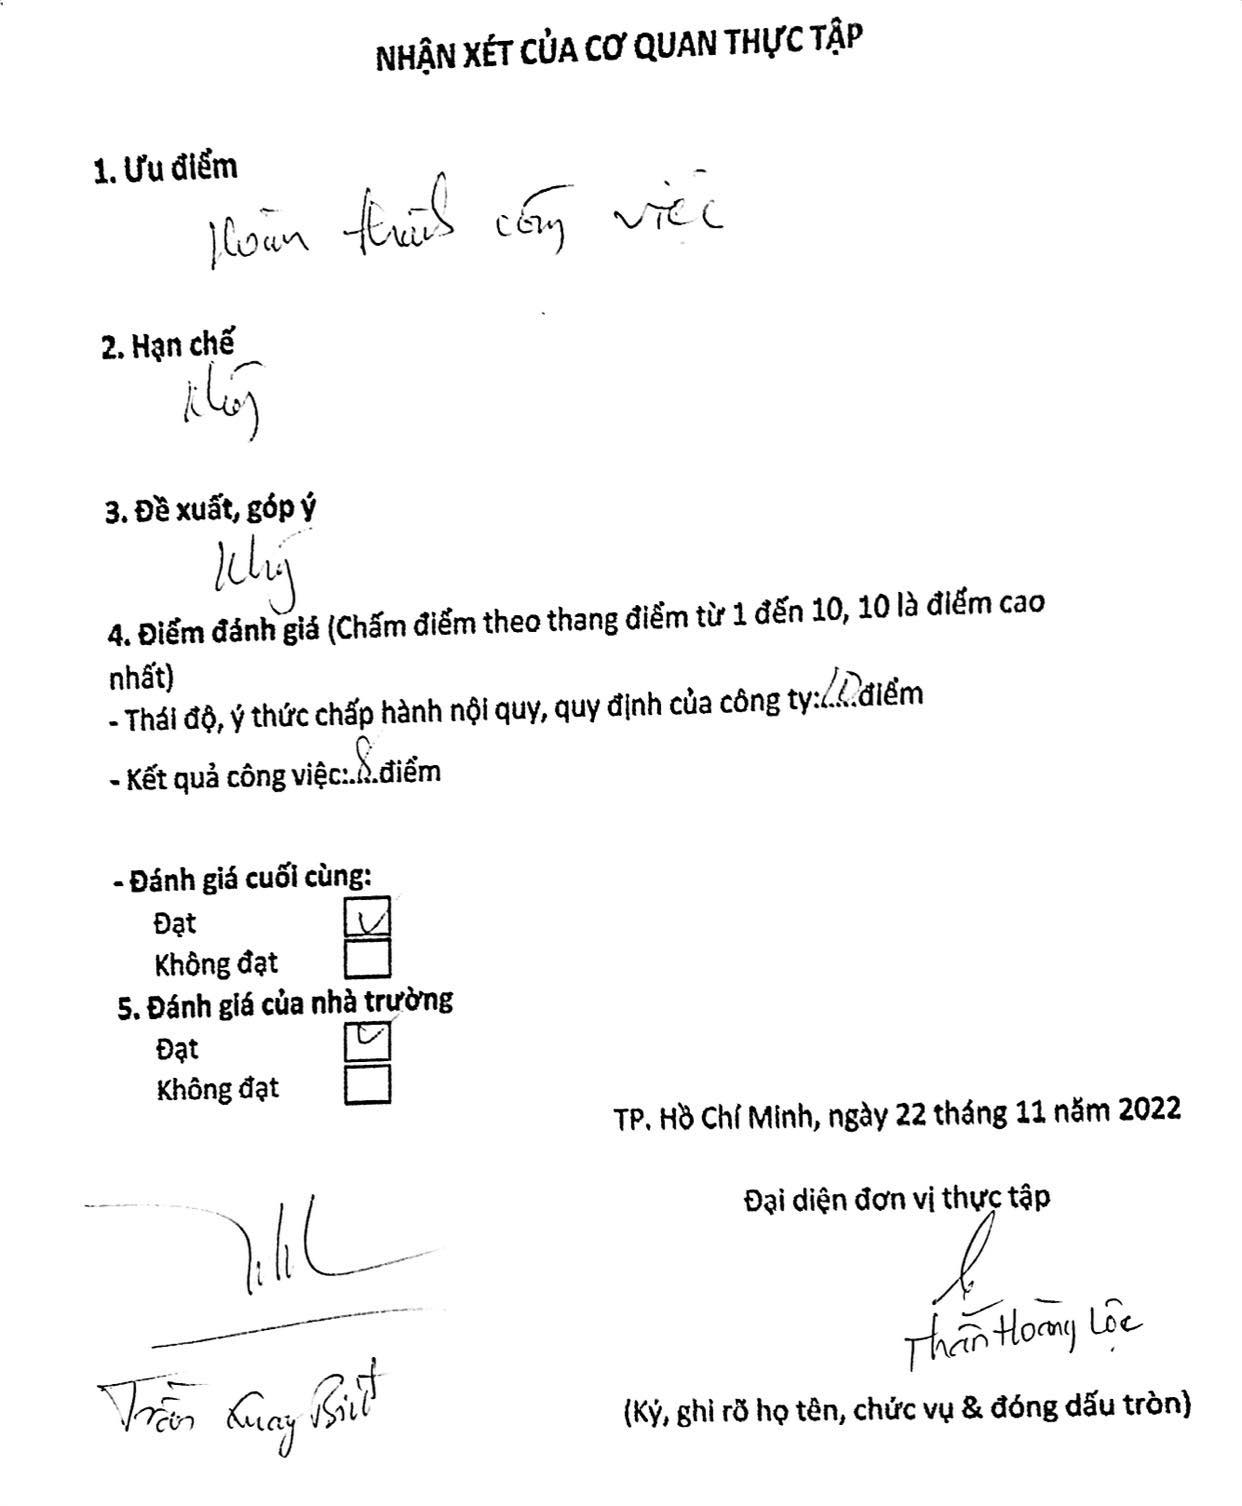 NHẬN XÉT CỦA CƠ QUAN THỰC TẬP
1. Ưu điểm
Hoàn thành công việc
2. Hạn chế
Không
3. Đề xuất, góp ý
Không
4. Điểm đánh giá (Chấm điểm theo thang điểm từ 1 đến 10, 10 là điểm cao
nhất)
- Thái độ, ý thức chấp hành nội quy, quy định của công ty:10điểm
- Kết quả công việc:..8..điểm
- Đánh giá cuối cùng:
Đạt
Không đạt
5. Đánh giá của nhà trường
Đạt
Không đạt
TP. Hồ Chí Minh, ngày 22 tháng 11 năm 2022
Đại diện đơn vị thực tập
Hoàng Lộc
Trần
(Ký, ghi rõ họ tên, chức vụ & đóng dấu tròn)